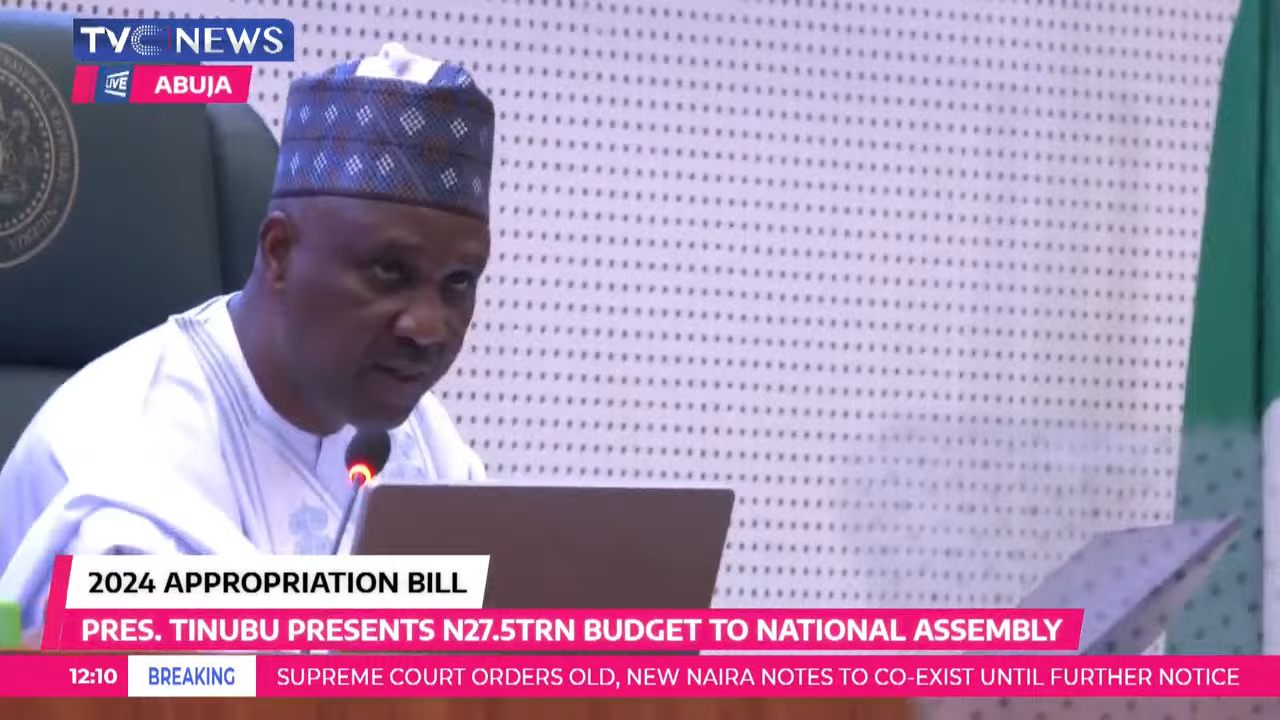 TVC NEWS
LIVE ABUJA
2024 APPROPRIATION BILL
PRES. TINUBU PRESENTS N27.5TRN BUDGET TO NATIONAL ASSEMBLY
12:10 BREAKING SUPREME COURT ORDERS OLD, NEW NAIRA NOTES TO CO-EXIST UNTIL FURTHER NOTICE